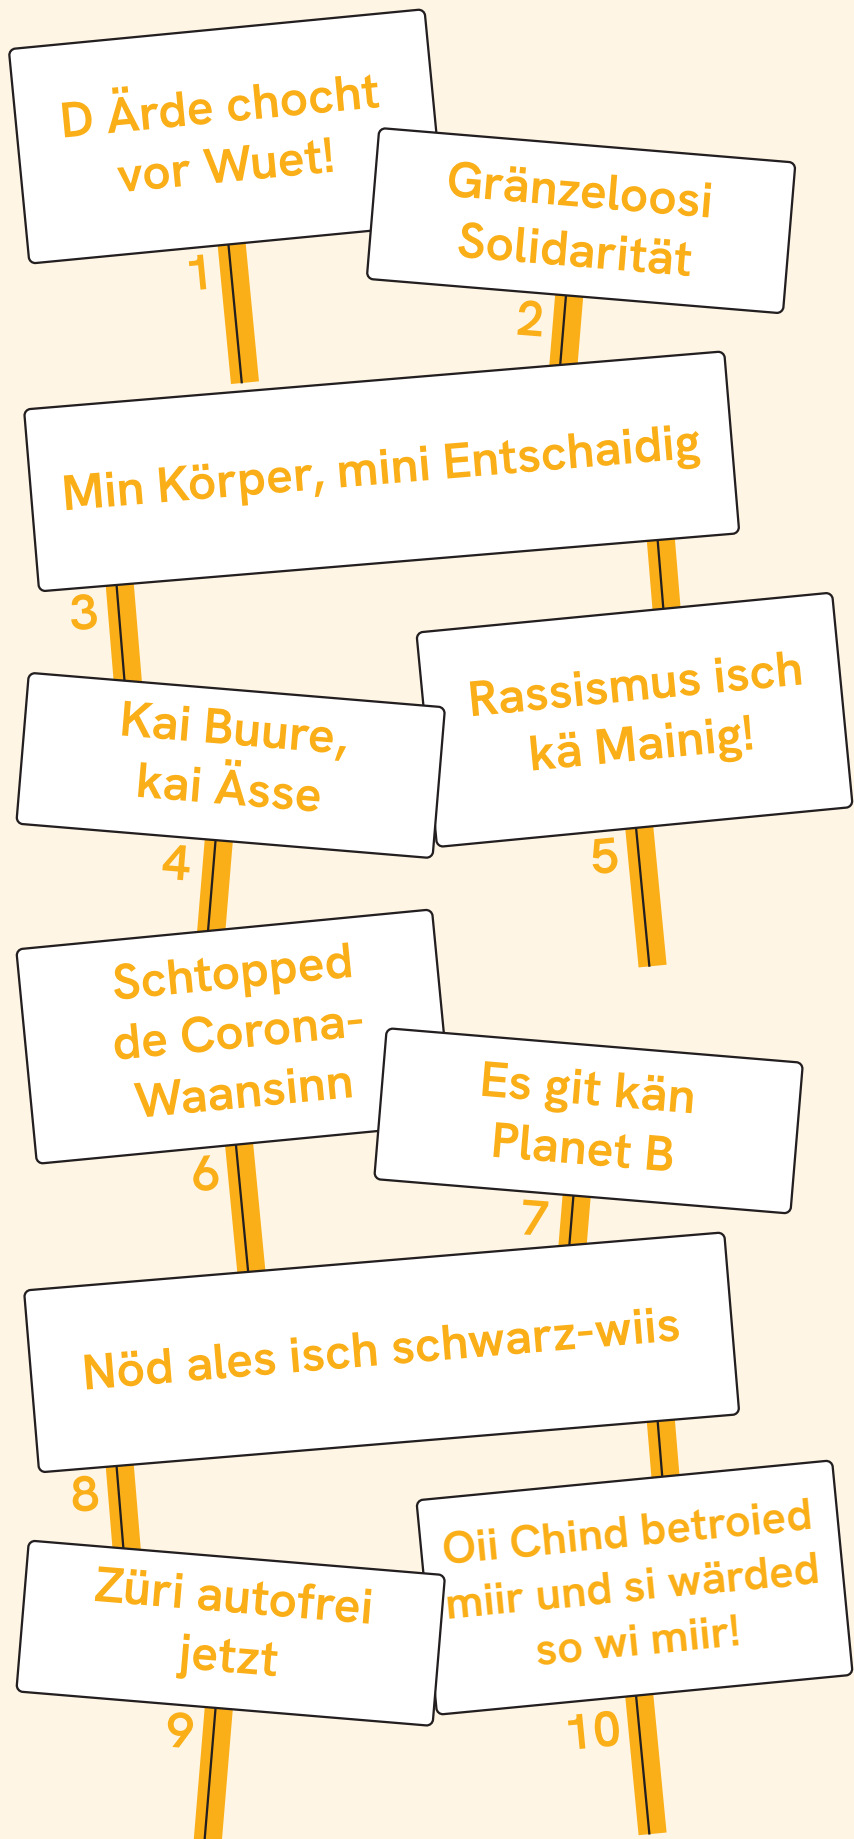 D Ärde chocht
vor Wuet!
1
Gränzeloosi
Solidarität
2
Min Körper, mini Entschaidig
3
Kai Buure,
kai Ässe
4
Rassismus isch
kä Mainig!
5
Schtopped
de Corona-
Waansinn
6
Es git kän
Planet B
7
Nöd ales isch schwarz-wiis
8
Züri autofrei
jetzt
9
Oii Chind betroied
miir und si wärded
so wi miir!
10